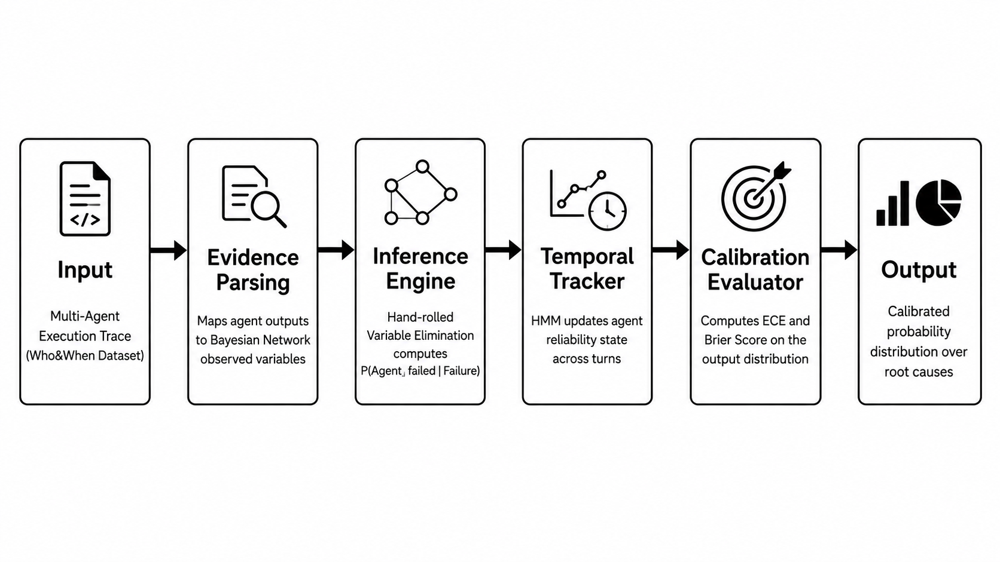 </>
Input
Multi-Agent
Execution Trace
(Who&When Dataset)
Evidence
Parsing
Maps agent outputs
to Bayesian Network
observed variables
Inference
Engine
Hand-rolled
Variable Elimination
computes
P(Agent failed | Failure)
Temporal
Tracker
HMM updates agent
reliability state
across turns
Calibration
Evaluator
Computes ECE and
Brier Score on the
output distribution
Output
Calibrated
probability
distribution over
root causes